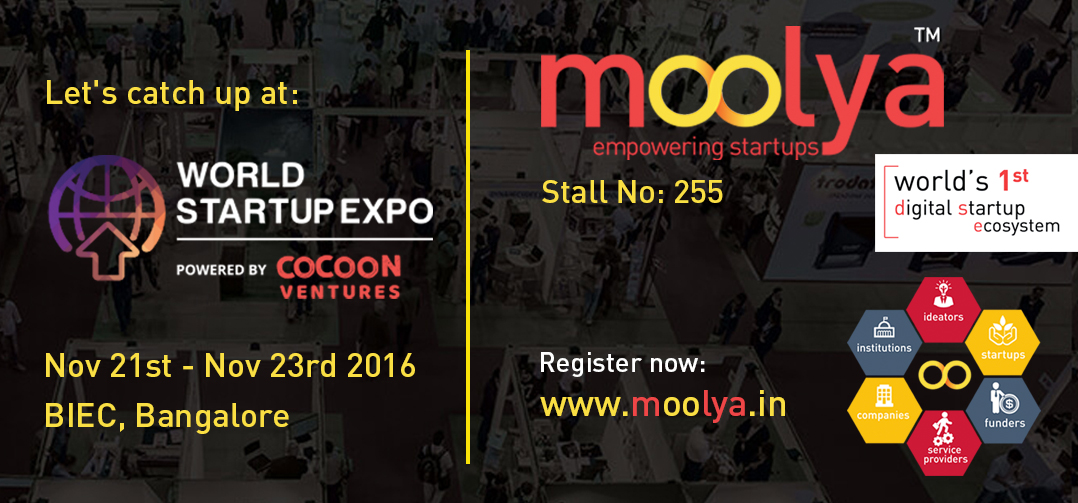 Let's catch up at:
WORLD
STARTUP EXPO
POWERED BY COCOON
VENTURES
Nov 21st - Nov 23rd 2016
BIEC, Bangalore
moolya™
empowering startups
Stall No: 255
world's 1st
digital startup
ecosystem
Register now:
www.moolya.in
ideators
institutions
startups
companies
funders
service
providers